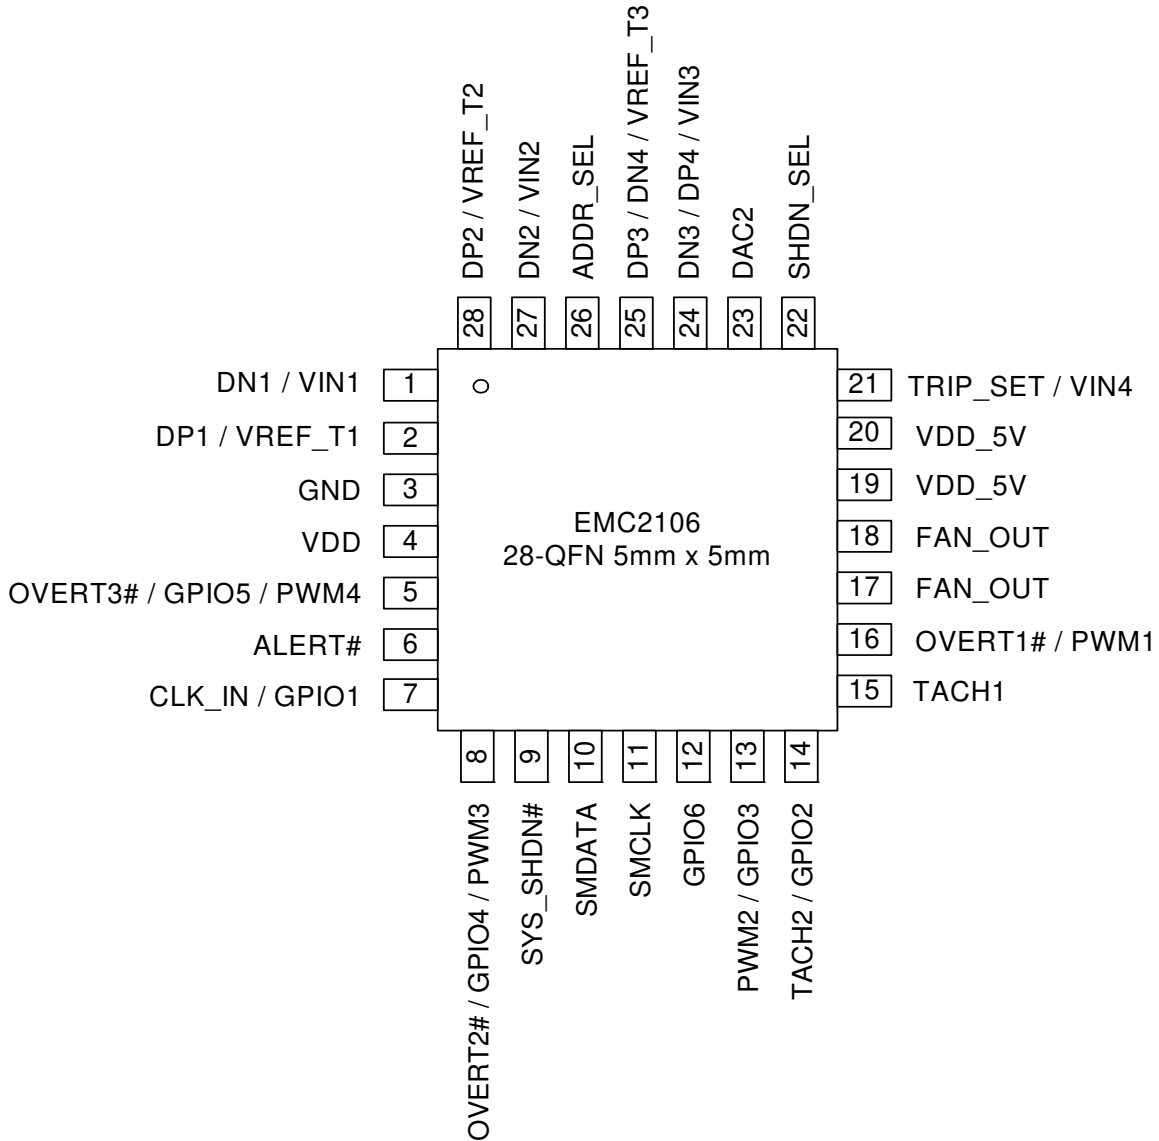 DP2 / VREF_T2
DN2 / VIN2
ADDR_SEL
DP3 / DN4 / VREF_T3
DN3 / DP4 / VIN3
DAC2
SHDN_SEL
28
27
26
25
24
23
22
DN1 / VIN1
1
DP1 / VREF_T1
2
GND
3
VDD
4
OVERT3# / GPIO5 / PWM4
5
ALERT#
6
CLK_IN / GPIO1
7
EMC2106
28-QFN 5mm x 5mm
21
TRIP_SET / VIN4
20
VDD_5V
19
VDD_5V
18
FAN_OUT
17
FAN_OUT
16
OVERT1# / PWM1
15
TACH1
8
9
10
11
12
13
14
OVERT2# / GPIO4 / PWM3
SYS_SHDN#
SMDATA
SMCLK
GPIO6
PWM2 / GPIO3
TACH2 / GPIO2